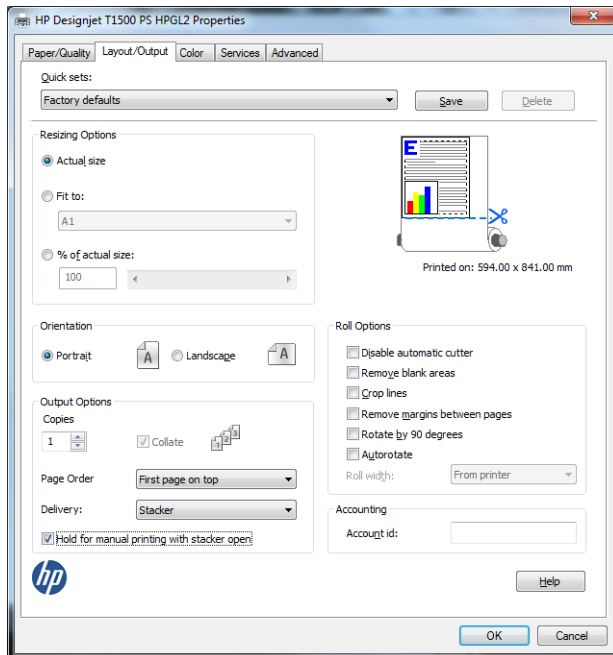 HP Designjet T1500 PS HPGL2 Properties
Paper/Quality Layout/Output Color Services Advanced
Quick sets:
Factory defaults Save Delete
Resizing Options
Actual size
Fit to:
A1
% of actual size:
100
E
Printed on: 594.00 x 841.00 mm
Orientation
Portrait A Landscape A
Output Options
Copies
1 Collate 1 2 3
Page Order First page on top
Delivery: Stacker
Hold for manual printing with stacker open
Roll Options
Disable automatic cutter
Remove blank areas
Crop lines
Remove margins between pages
Rotate by 90 degrees
Autorotate
Roll width: From printer
Accounting
Account id:
hp
Help
OK Cancel